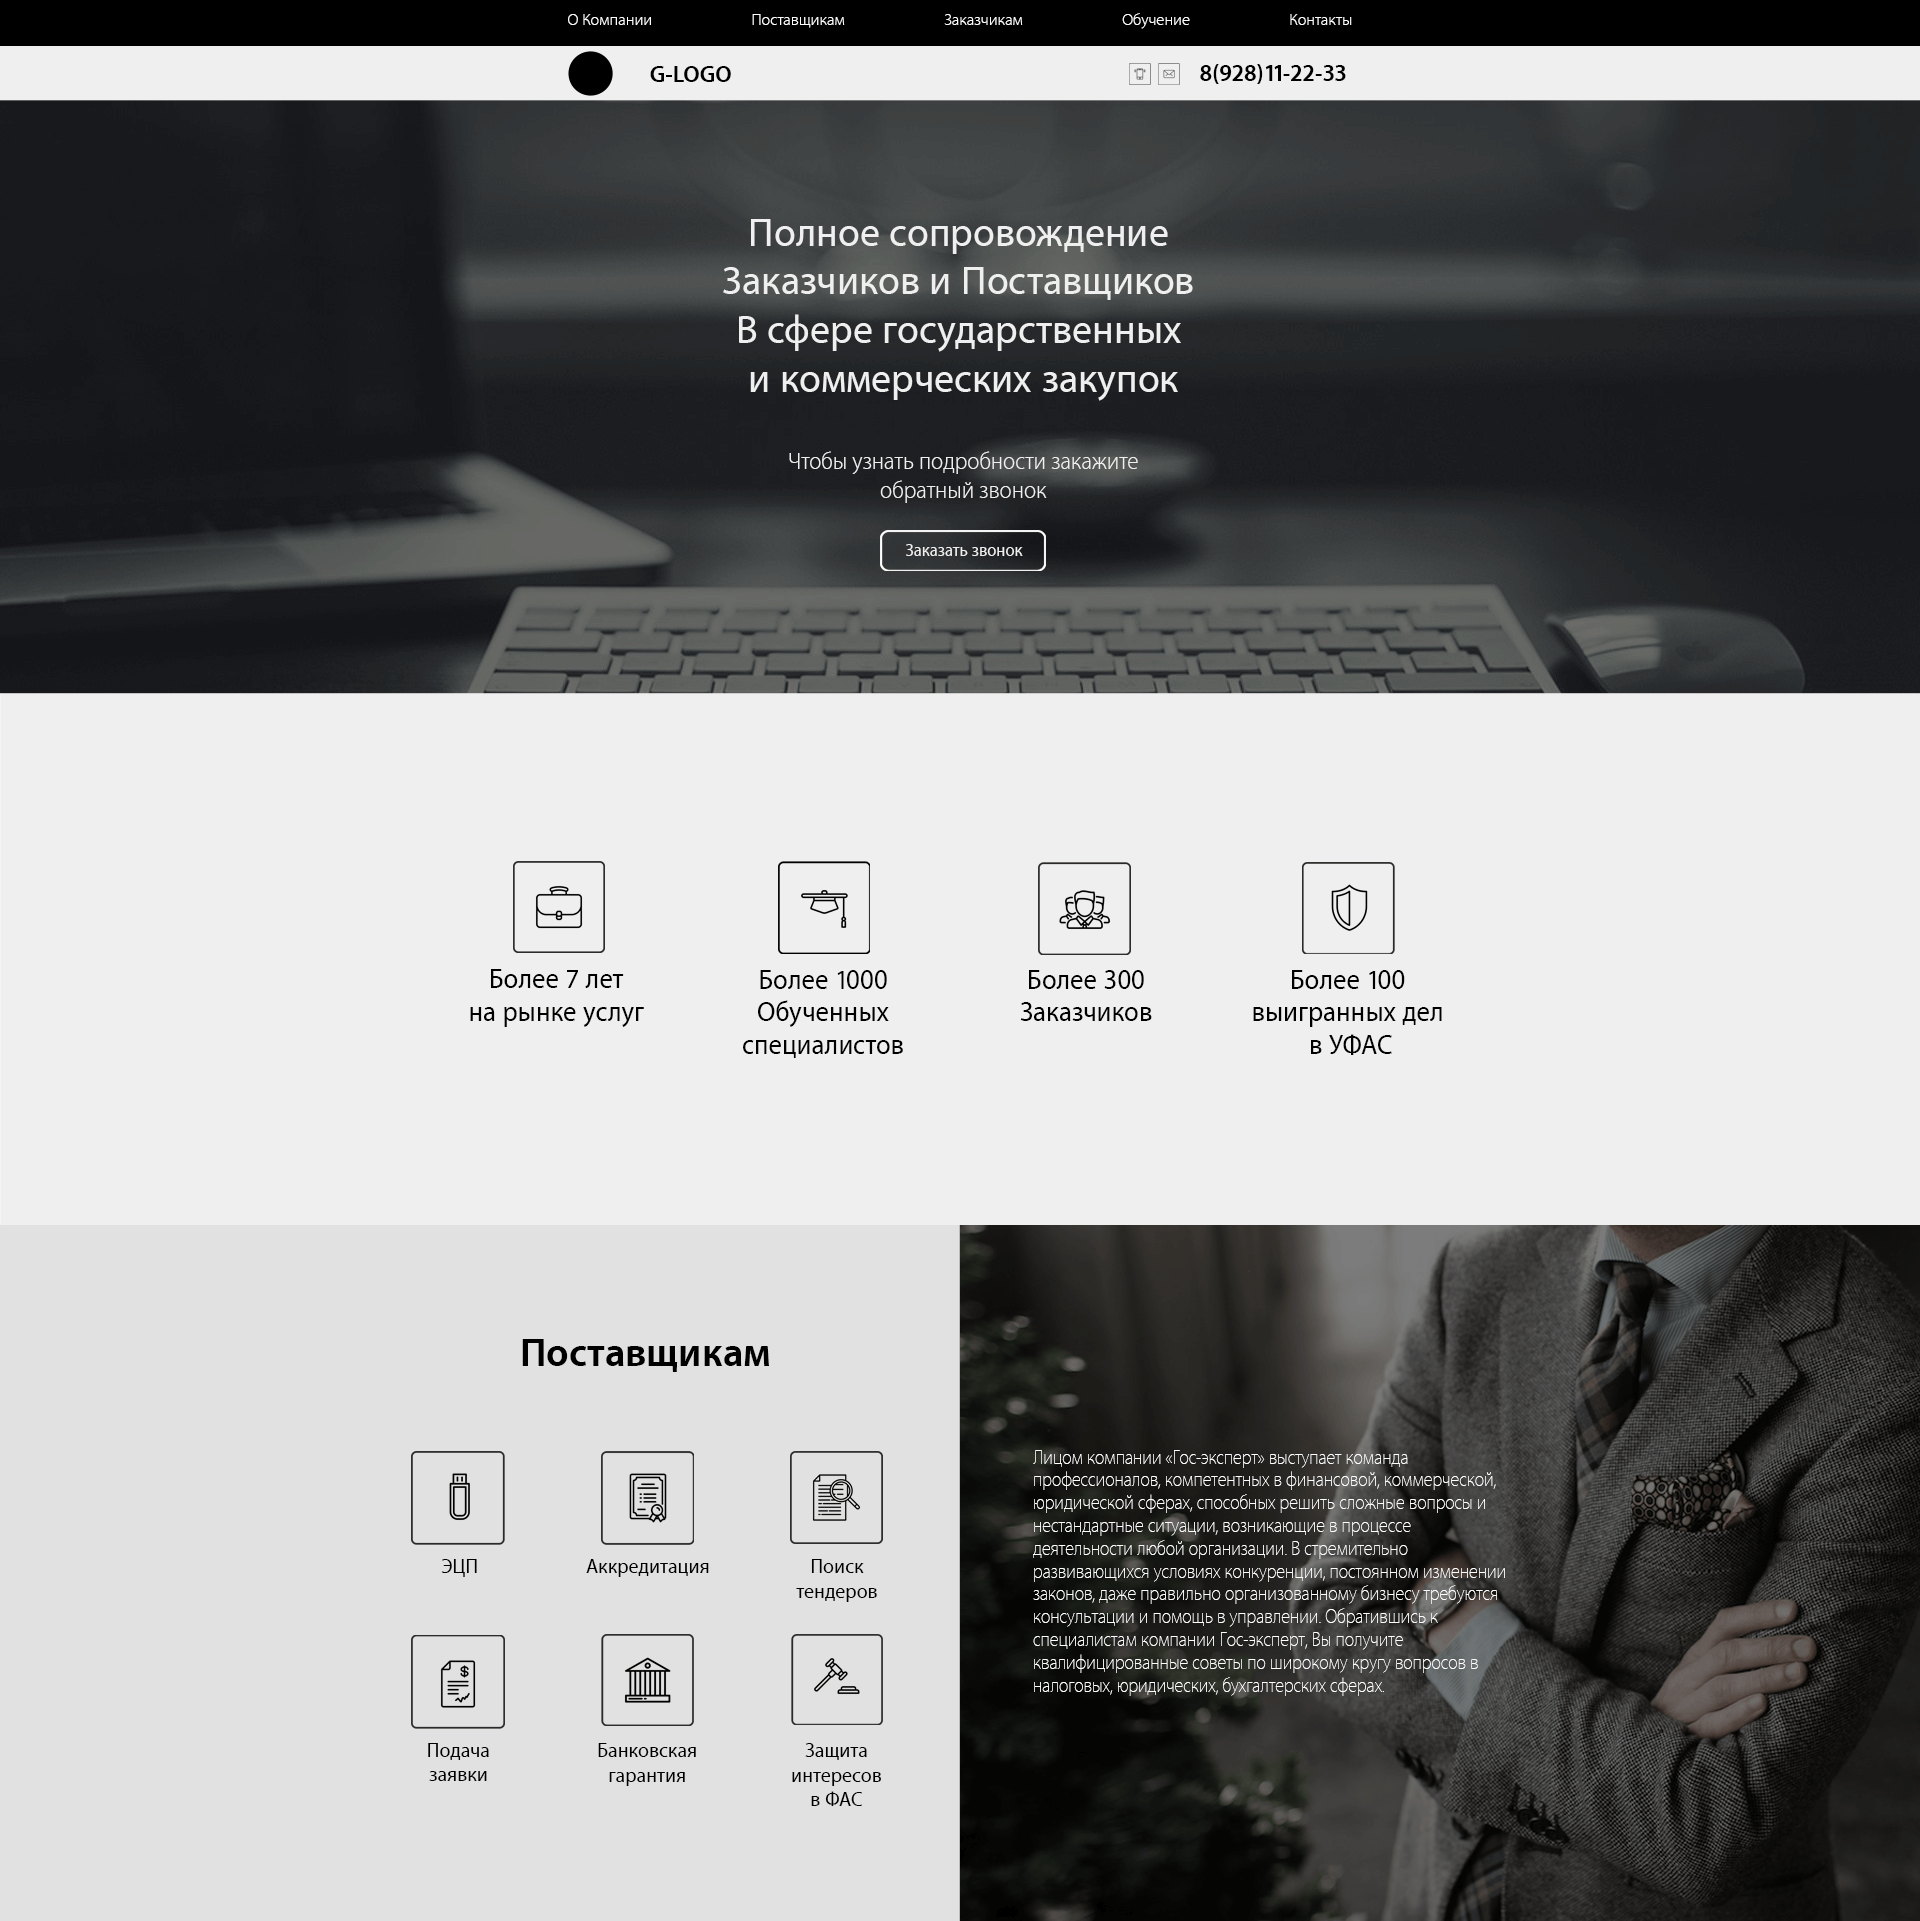 О Компании
Поставщикам
Заказчикам
Обучение
Контакты
G-LOGO
8(928)11-22-33
Полное сопровождение
Заказчиков и Поставщиков
В сфере государственных
и коммерческих закупок
Чтобы узнать подробности закажите
обратный звонок
Заказать звонок
Более 7 лет
на рынке услуг
Более 1000
Обученных
специалистов
Более 300
Заказчиков
Более 100
выигранных дел
в УФАС
Поставщикам
ЭЦП
Аккредитация
Поиск
тендеров
Подача
заявки
Банковская
гарантия
Защита
интересов
в ФАС
Лицом компании «Гос-эксперт» выступает команда
профессионалов, компетентных в финансовой, коммерческой,
юридической сферах, способных решить сложные вопросы и
нестандартные ситуации, возникающие в процессе
деятельности любой организации. В стремительно
развивающихся условиях конкуренции, постоянном изменении
законов, даже правильно организованному бизнесу требуются
консультации и помощь в управлении. Обратившись к
специалистам компании Гос-эксперт, Вы получите
квалифицированные советы по широкому кругу вопросов в
налоговых, юридических, бухгалтерских сферах.